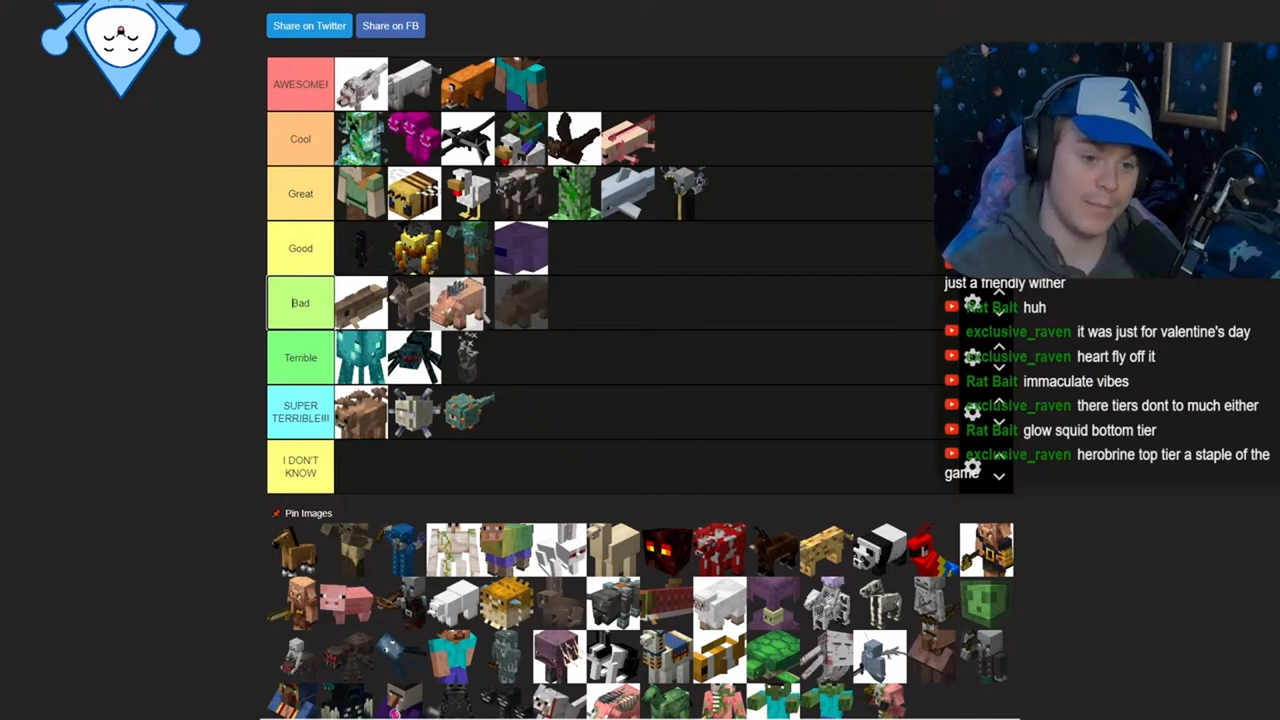 Share on Twitter
Share on FB
AWESOME!
Cool
Great
Good
Bad
Terrible
SUPER
TERRIBLE!!!
I DON'T
KNOW
Pin Images
just a friendly wither
Rat Bait huh
exclusive_raven it was just for valentine's day
exclusive_raven heart fly off it
Rat Bait immaculate vibes
exclusive_raven there tiers dont to much either
Rat Bait glow squid bottom tier
exclusive_raven herobrine top tier a staple of the
game